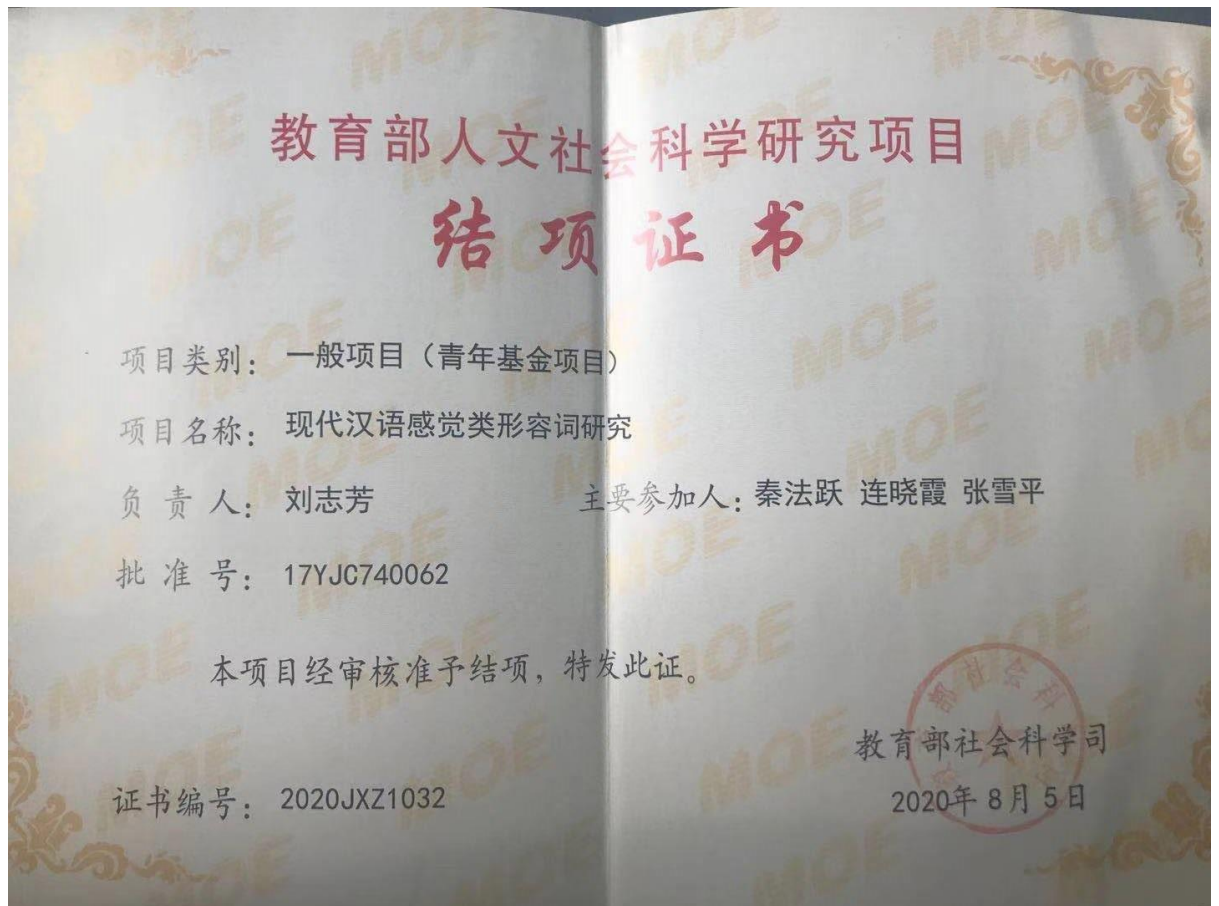 教育部人文社会科学研究项目
结项证书
项目类别：一般项目（青年基金项目）
项目名称：现代汉语感觉类形容词研究
负责人：刘志芳 主要参加人：秦法跃 连晓霞 张雪平
批准号：17YJC740062
本项目经审核准予结项，特发此证。
教育部社会科学司
证书编号：2020JXZ1032
2020年8月5日